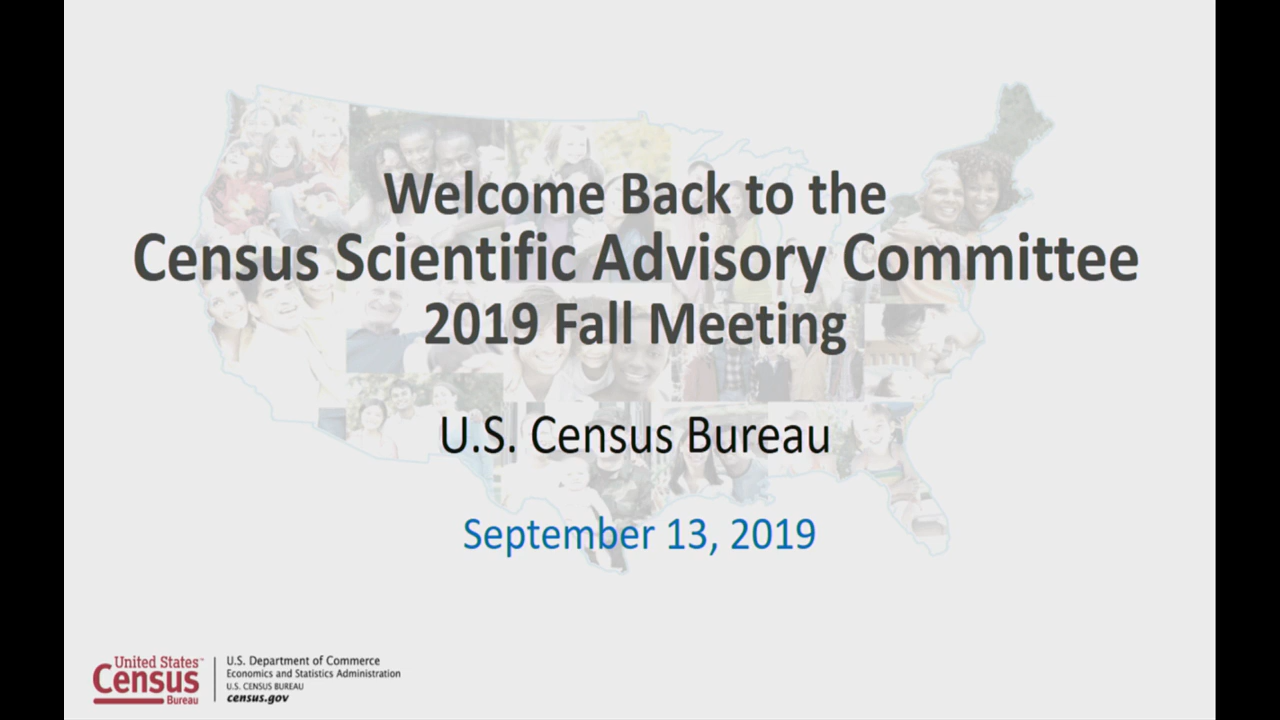 Welcome Back to the
Census Scientific Advisory Committee
2019 Fall Meeting
U.S. Census Bureau
September 13, 2019
United States™
Census
Bureau
U.S. Department of Commerce
Economics and Statistics Administration
U.S. CENSUS BUREAU
census.gov